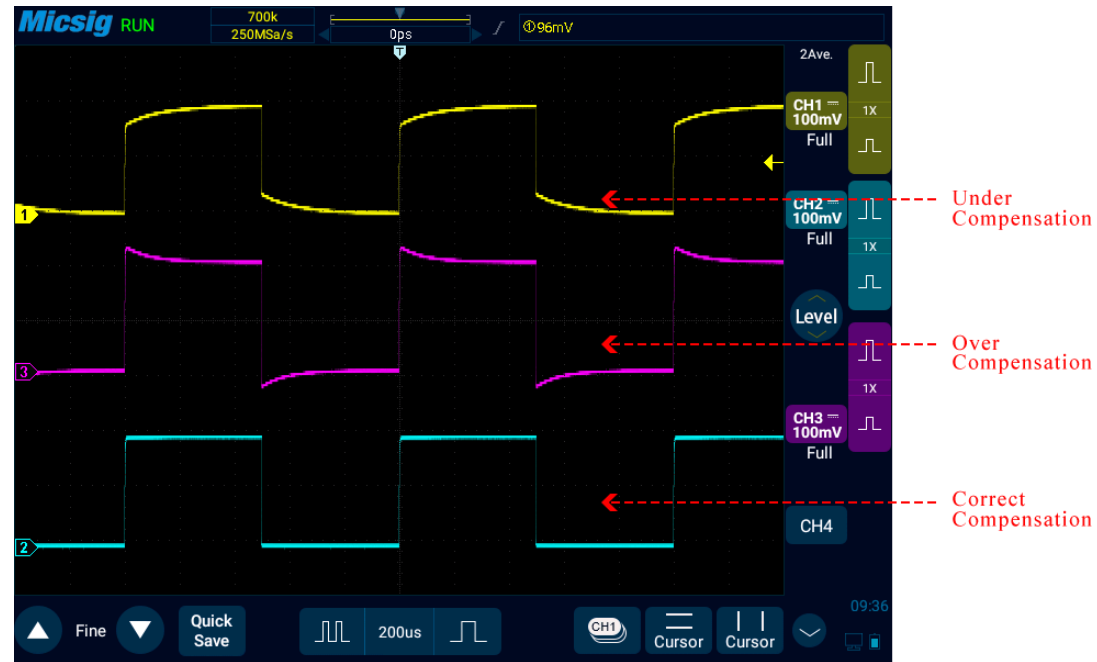 Micsig RUN
700k
250MSa/s
0ps
①96mV
T
2Ave.
CH1
100mV
Full
1X
1
CH2
100mV
Full
1X
Under
Compensation
Level
3
1X
Over
Compensation
CH3
100mV
Full
2
CH4
Correct
Compensation
Fine
Quick
Save
200us
CH1
Cursor
Cursor
09:36